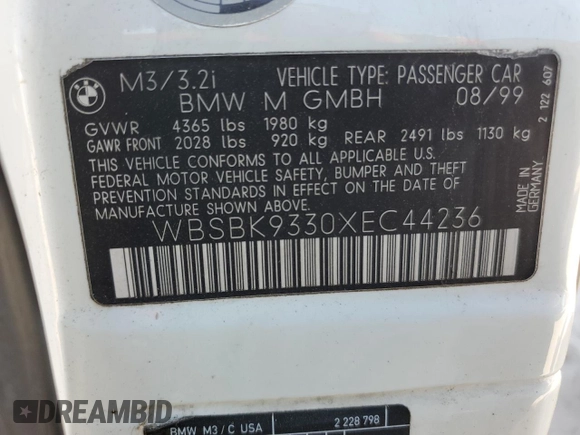 BMW
M3/3.2i VEHICLE TYPE: PASSENGER CAR
BMW M GMBH 08/99
GVWR 4365 lbs 1980 kg
GAWR FRONT 2028 lbs 920 kg REAR 2491 lbs 1130 kg
THIS VEHICLE CONFORMS TO ALL APPLICABLE U.S.
FEDERAL MOTOR VEHICLE SAFETY, BUMPER AND THEFT
PREVENTION STANDARDS IN EFFECT ON THE DATE
OF MANUFACTURE SHOWN ABOVE.
WBSBK9330XEC44236
2 122 607
MADE IN
GERMANY
BMW M3 / C USA 2 228 798
DREAMBID